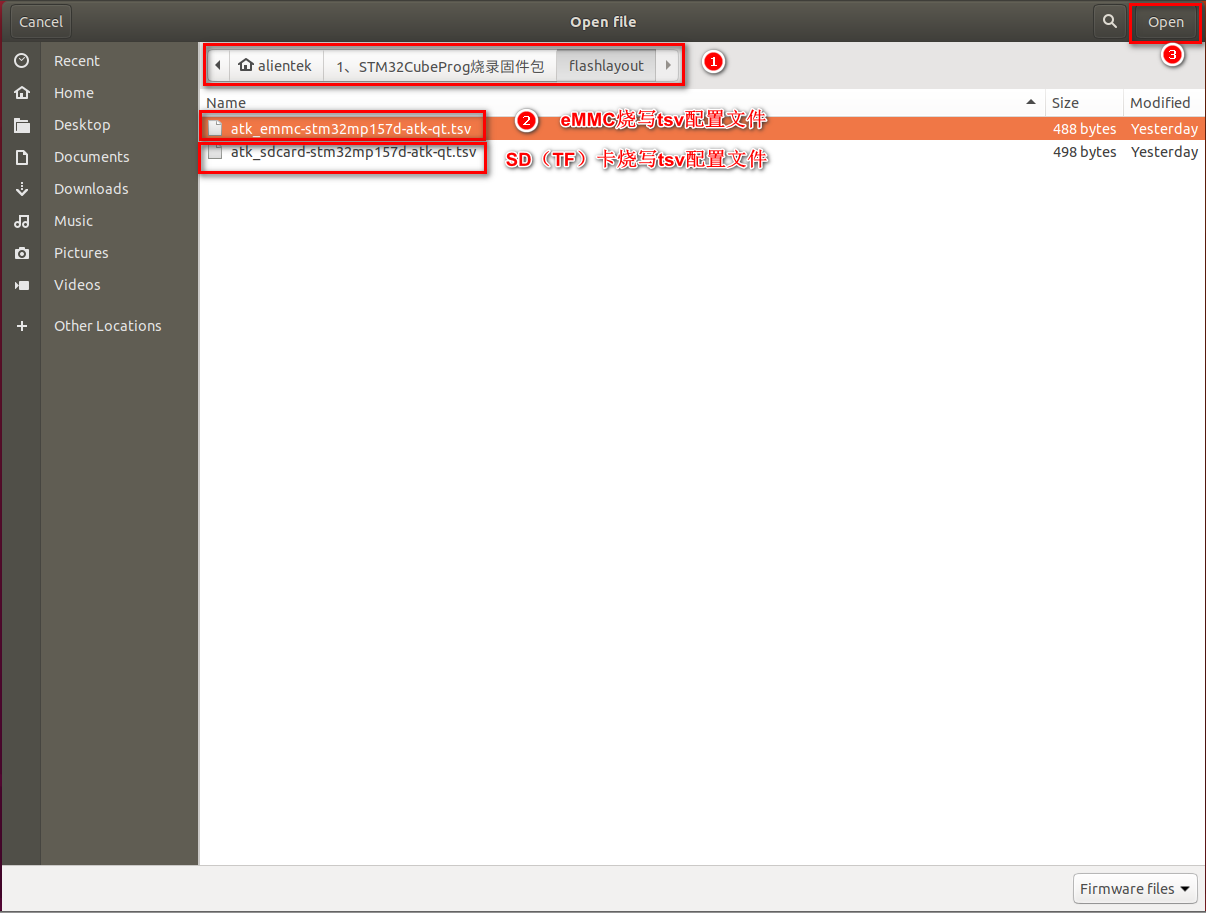 Cancel
Open file
Open
3
Recent
Home
Desktop
Documents
Downloads
Music
Pictures
Videos
Other Locations
alientek
1、STM32CubeProg烧录固件包
flashlayout
1
Name
Size
Modified
atk_emmc-stm32mp157d-atk-qt.tsv
2
eMMC烧写tsv配置文件
488 bytes
Yesterday
atk_sdcard-stm32mp157d-atk-qt.tsv
SD（TF）卡烧写tsv配置文件
498 bytes
Yesterday
Firmware files